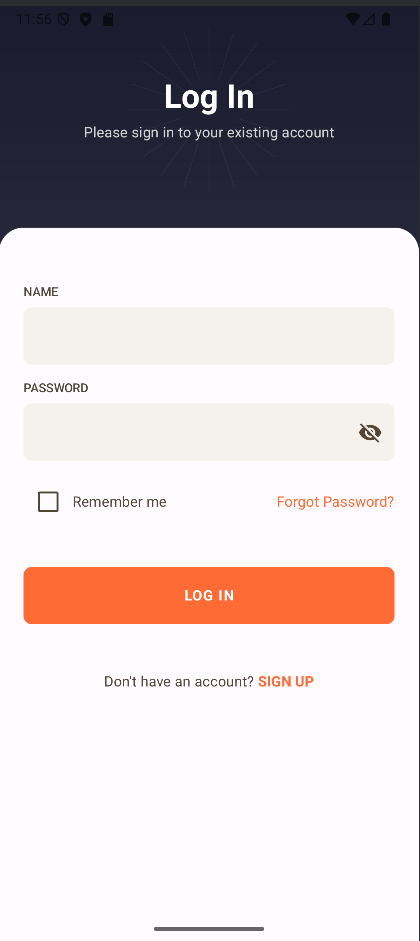 11:56
Log In
Please sign in to your existing account
NAME
PASSWORD
Remember me Forgot Password?
LOG IN
Don't have an account? SIGN UP